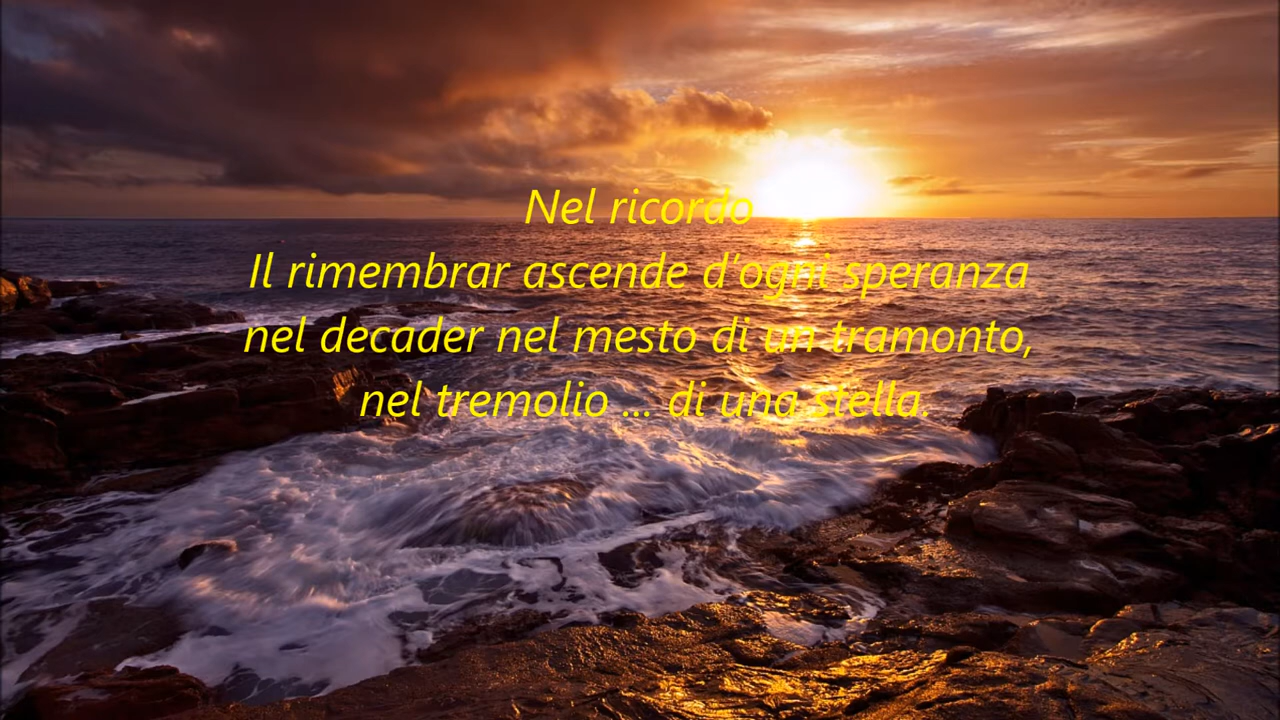 Nel ricordo
Il rimembrar ascende d'ogni speranza
nel decader nel mesto di un tramonto,
nel tremolio ... di una stella.